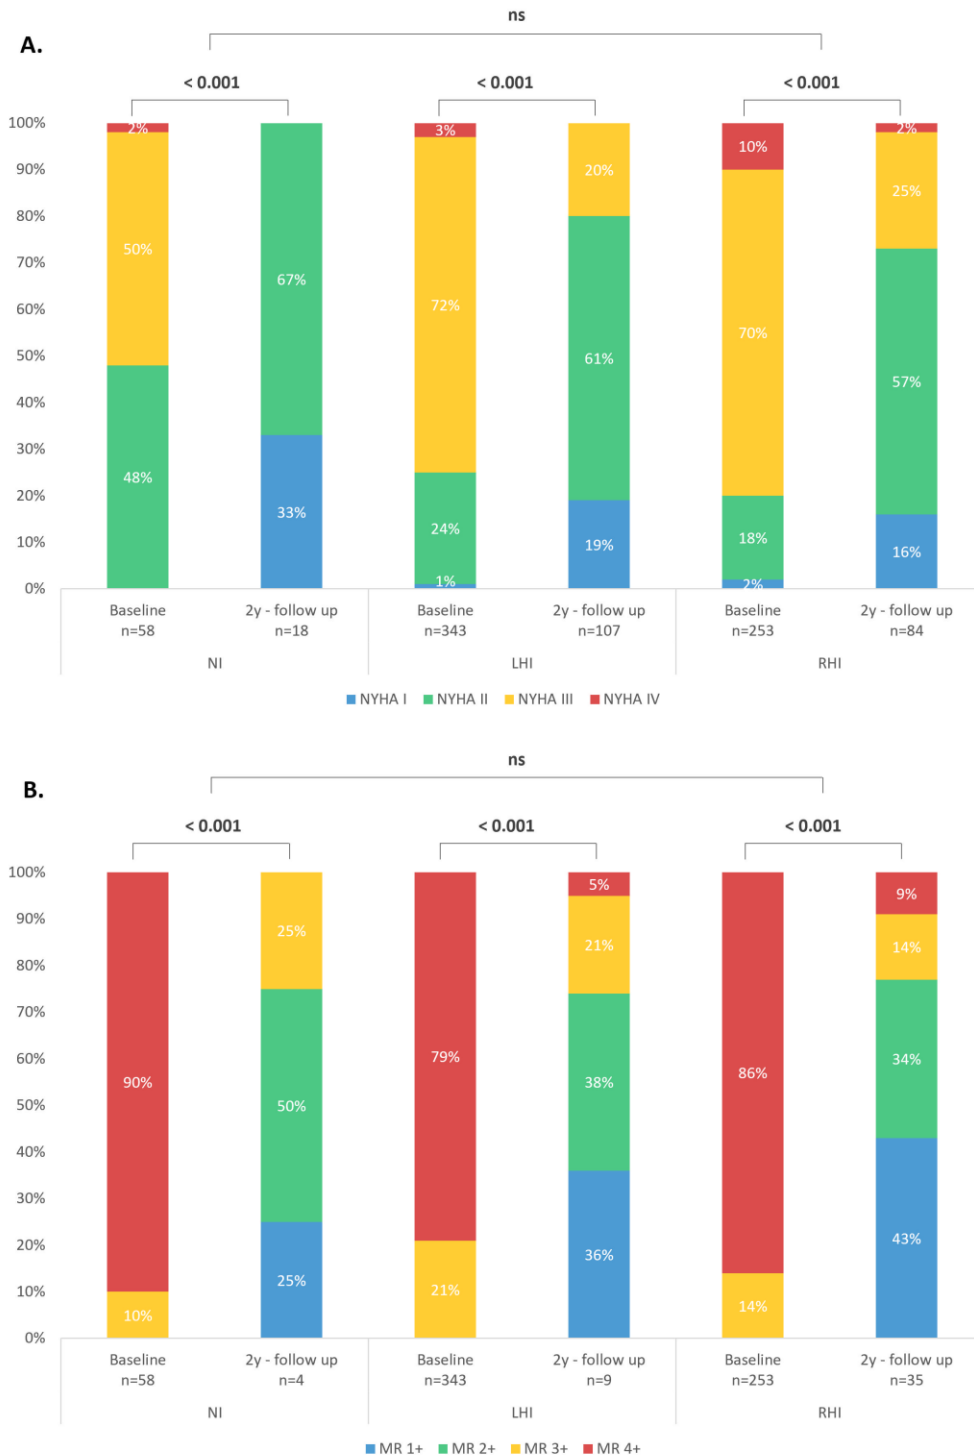 ns
A.
< 0.001 < 0.001 < 0.001
100%
90%
80%
70%
60%
50%
40%
30%
20%
10%
0%
2% 3% 10% 2%
50% 67% 72% 20% 70% 25%
48% 33% 24% 61% 18% 57%
1% 19% 2% 16%
Baseline 2y - follow up Baseline 2y - follow up Baseline 2y - follow up
n=58 n=18 n=343 n=107 n=253 n=84
NI LHI RHI
NYHA I NYHA II NYHA III NYHA IV
ns
B.
< 0.001 < 0.001 < 0.001
100%
90%
80%
70%
60%
50%
40%
30%
20%
10%
0%
90% 25% 79% 5% 86% 9%
10% 50% 21% 21% 14% 14%
25% 38% 34%
36% 43%
Baseline 2y - follow up Baseline 2y - follow up Baseline 2y - follow up
n=58 n=4 n=343 n=9 n=253 n=35
NI LHI RHI
MR 1+ MR 2+ MR 3+ MR 4+